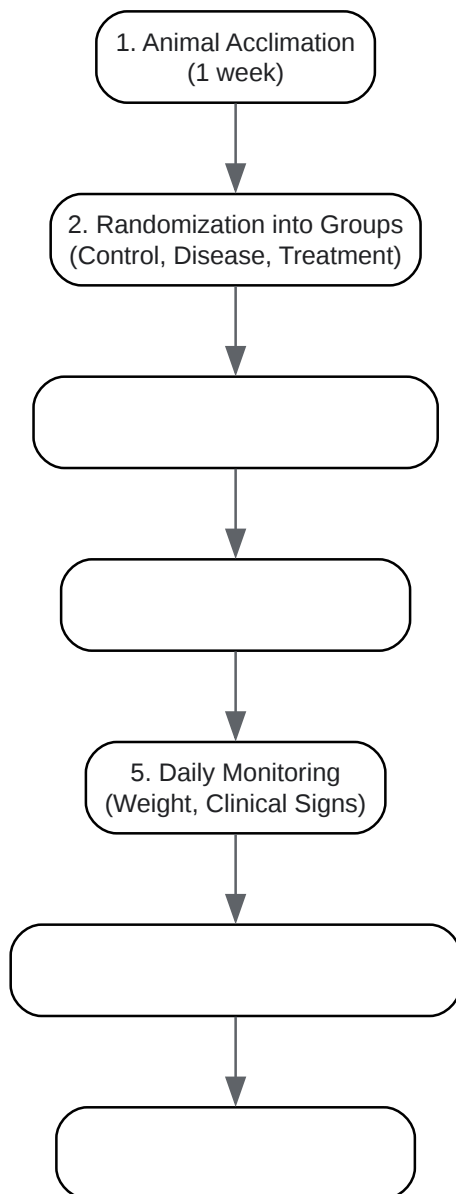 1. Animal Acclimation
(1 week)
2. Randomization into Groups
(Control, Disease, Treatment)
5. Daily Monitoring
(Weight, Clinical Signs)